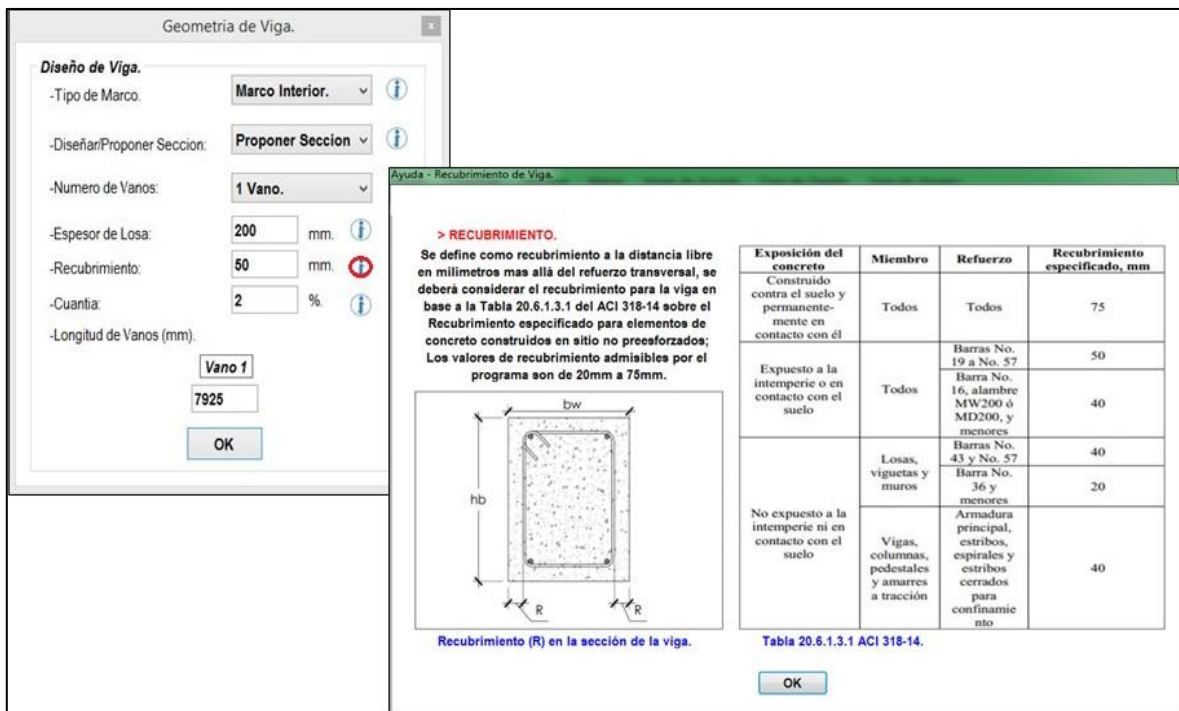 Geometria de Viga.
x
Diseño de Viga.
-Tipo de Marco.
Marco Interior.
-Diseñar/Proponer Seccion:
Proponer Seccion
-Numero de Vanos:
1 Vano.
-Espesor de Losa:
200
mm.
-Recubrimiento:
50
mm.
-Cuantia:
2
%.
-Longitud de Vanos (mm).
Vano 1
7925
OK
Ayuda - Recubrimiento de Viga.
> RECUBRIMIENTO.
Se define como recubrimiento a la distancia libre
en milimetros mas allá del refuerzo transversal, se
deberá considerar el recubrimiento para la viga en
base a la Tabla 20.6.1.3.1 del ACI 318-14 sobre el
Recubrimiento especificado para elementos de
concreto construidos en sitio no preesforzados;
Los valores de recubrimiento admisibles por el
programa son de 20mm a 75mm.
bw
hb
R
R
Recubrimiento (R) en la sección de la viga.
Exposición del
concreto
Miembro
Refuerzo
Recubrimiento
especificado, mm
Construido
contra el suelo y
permanente-
mente en
contacto con él
Todos
Todos
75
Expuesto a la
intemperie o en
contacto con el
suelo
Todos
Barras No.
19 a No. 57
50
Barra No.
16, alambre
MW200 ó
MD200, y
menores
40
No expuesto a la
intemperie ni en
contacto con el
suelo
Losas,
viguetas y
muros
Barras No.
43 y No. 57
40
Barra No.
36 y
menores
20
Vigas,
columnas,
pedestales
y amarres
a tracción
Armadura
principal,
estribos,
espirales y
estribos
cerrados
para
confinamie
nto
40
Tabla 20.6.1.3.1 ACI 318-14.
OK